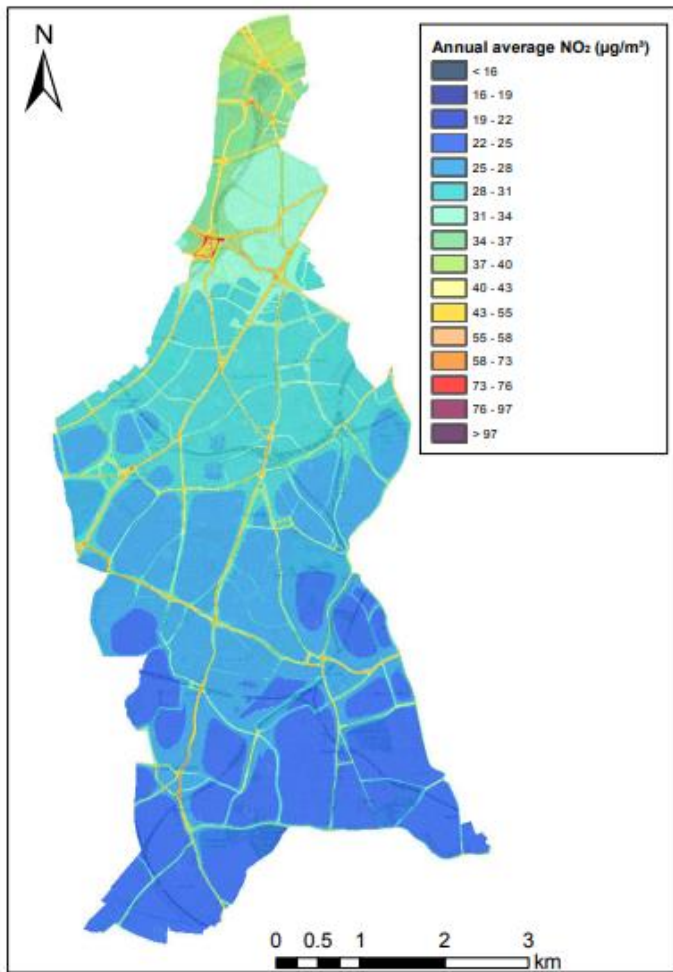 N
Annual average NO₂ (µg/m³)
< 16
16 - 19
19 - 22
22 - 25
25 - 28
28 - 31
31 - 34
34 - 37
37 - 40
40 - 43
43 - 55
55 - 58
58 - 73
73 - 76
76 - 97
> 97
0 0.5 1 2 3
km